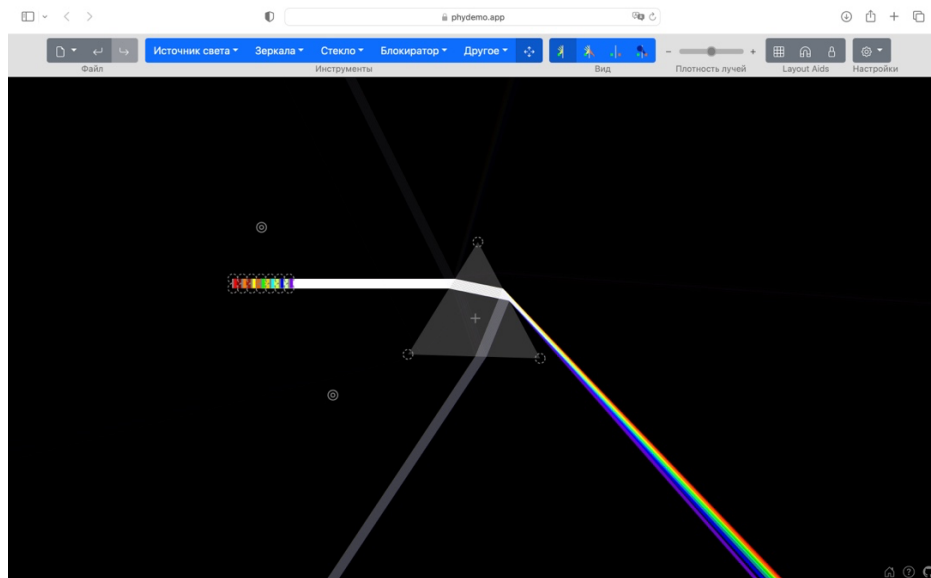 phydemo.app
Источник света Зеркала Стекло Блокиратор Другое
Файл Инструменты Вид Плотность лучей Layout Aids Настройки